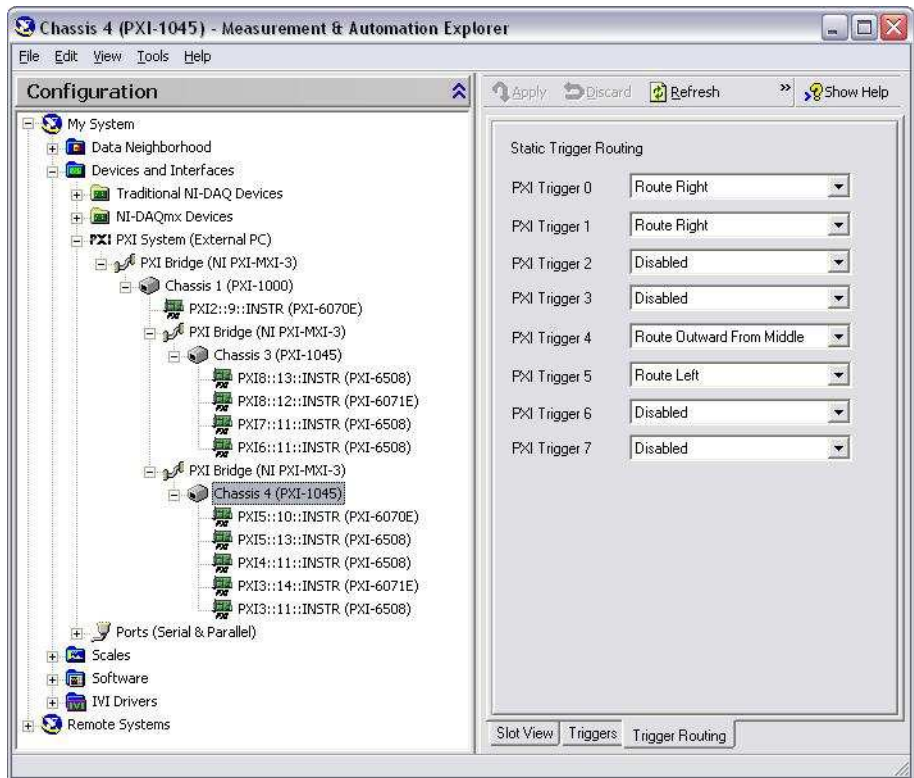 Chassis 4 (PXI-1045) - Measurement & Automation Explorer
File Edit View Tools Help
Configuration
My System
Data Neighborhood
Devices and Interfaces
Traditional NI-DAQ Devices
NI-DAQmx Devices
PXI PXI System (External PC)
PXI Bridge (NI PXI-MXI-3)
Chassis 1 (PXI-1000)
PXI2::9::INSTR (PXI-6070E)
PXI Bridge (NI PXI-MXI-3)
Chassis 3 (PXI-1045)
PXI8::13::INSTR (PXI-6508)
PXI8::12::INSTR (PXI-6071E)
PXI7::11::INSTR (PXI-6508)
PXI6::11::INSTR (PXI-6508)
PXI Bridge (NI PXI-MXI-3)
Chassis 4 (PXI-1045)
PXI5::10::INSTR (PXI-6070E)
PXI5::13::INSTR (PXI-6508)
PXI4::11::INSTR (PXI-6508)
PXI3::14::INSTR (PXI-6071E)
PXI3::11::INSTR (PXI-6508)
Ports (Serial & Parallel)
Scales
Software
IVI Drivers
Remote Systems
Apply Discard Refresh » Show Help
Static Trigger Routing
PXI Trigger 0 Route Right
PXI Trigger 1 Route Right
PXI Trigger 2 Disabled
PXI Trigger 3 Disabled
PXI Trigger 4 Route Outward From Middle
PXI Trigger 5 Route Left
PXI Trigger 6 Disabled
PXI Trigger 7 Disabled
Slot View Triggers Trigger Routing